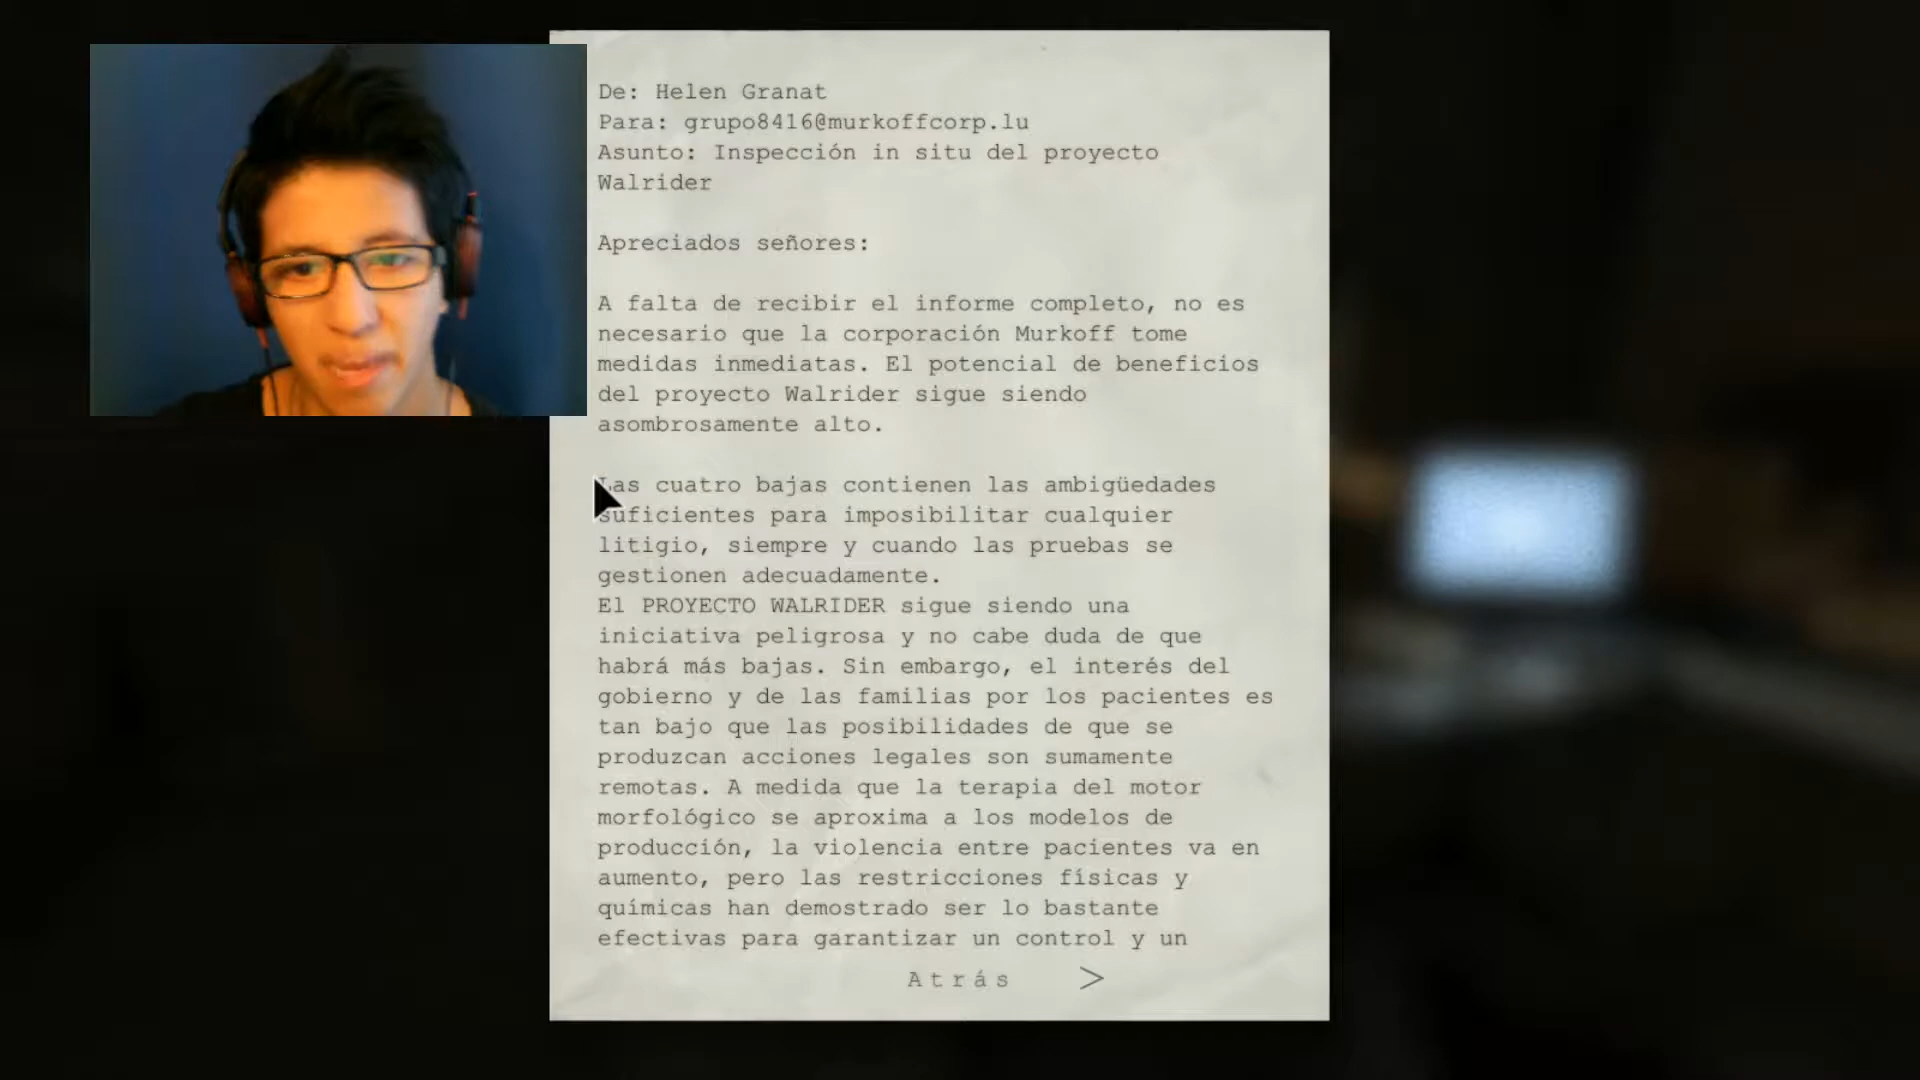 De: Helen Granat
Para: grupo8416@murkoffcorp.lu
Asunto: Inspección in situ del proyecto
Walrider
Apreciados señores:
A falta de recibir el informe completo, no es
necesario que la corporación Murkoff tome
medidas inmediatas. El potencial de beneficios
del proyecto Walrider sigue siendo
asombrosamente alto.
Las cuatro bajas contienen las ambigüedades
suficientes para imposibilitar cualquier
litigio, siempre y cuando las pruebas se
gestionen adecuadamente.
El PROYECTO WALRIDER sigue siendo una
iniciativa peligrosa y no cabe duda de que
habrá más bajas. Sin embargo, el interés del
gobierno y de las familias por los pacientes es
tan bajo que las posibilidades de que se
produzcan acciones legales son sumamente
remotas. A medida que la terapia del motor
morfológico se aproxima a los modelos de
producción, la violencia entre pacientes va en
aumento, pero las restricciones físicas y
químicas han demostrado ser lo bastante
efectivas para garantizar un control y un
Atrás >